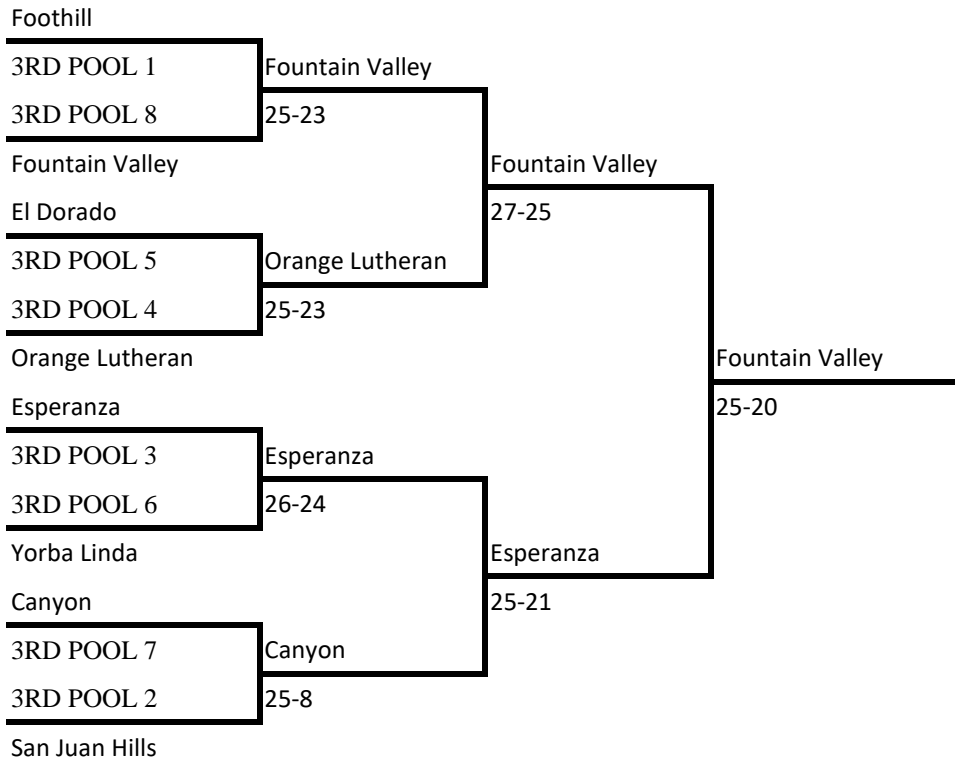 Foothill
3RD POOL 1
Fountain Valley
3RD POOL 8
25-23
Fountain Valley
Fountain Valley
El Dorado
27-25
3RD POOL 5
Orange Lutheran
3RD POOL 4
25-23
Orange Lutheran
Fountain Valley
Esperanza
25-20
3RD POOL 3
Esperanza
3RD POOL 6
26-24
Yorba Linda
Esperanza
Canyon
25-21
3RD POOL 7
Canyon
3RD POOL 2
25-8
San Juan Hills